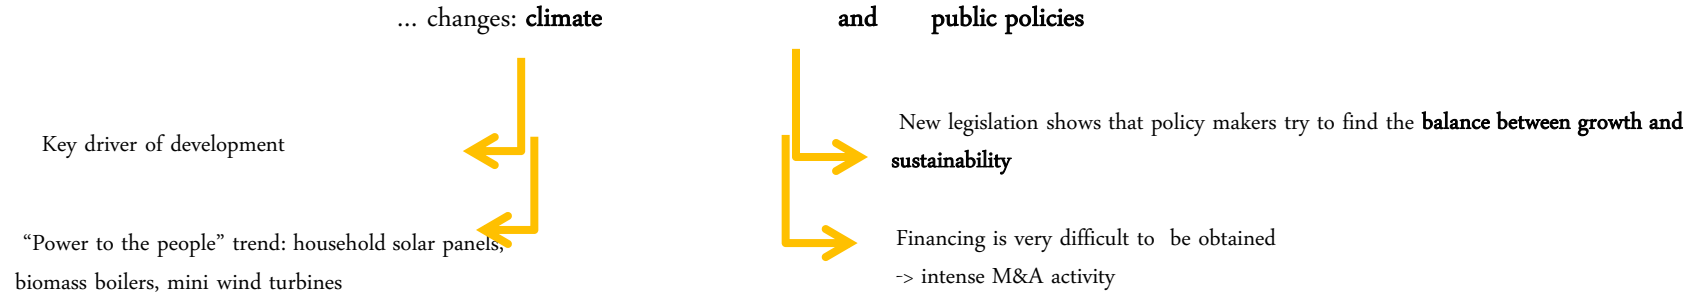 ... changes: climate and public policies
Key driver of development
“Power to the people” trend: household solar panels,
biomass boilers, mini wind turbines
New legislation shows that policy makers try to find the balance between growth and
sustainability
Financing is very difficult to be obtained
-> intense M&A activity